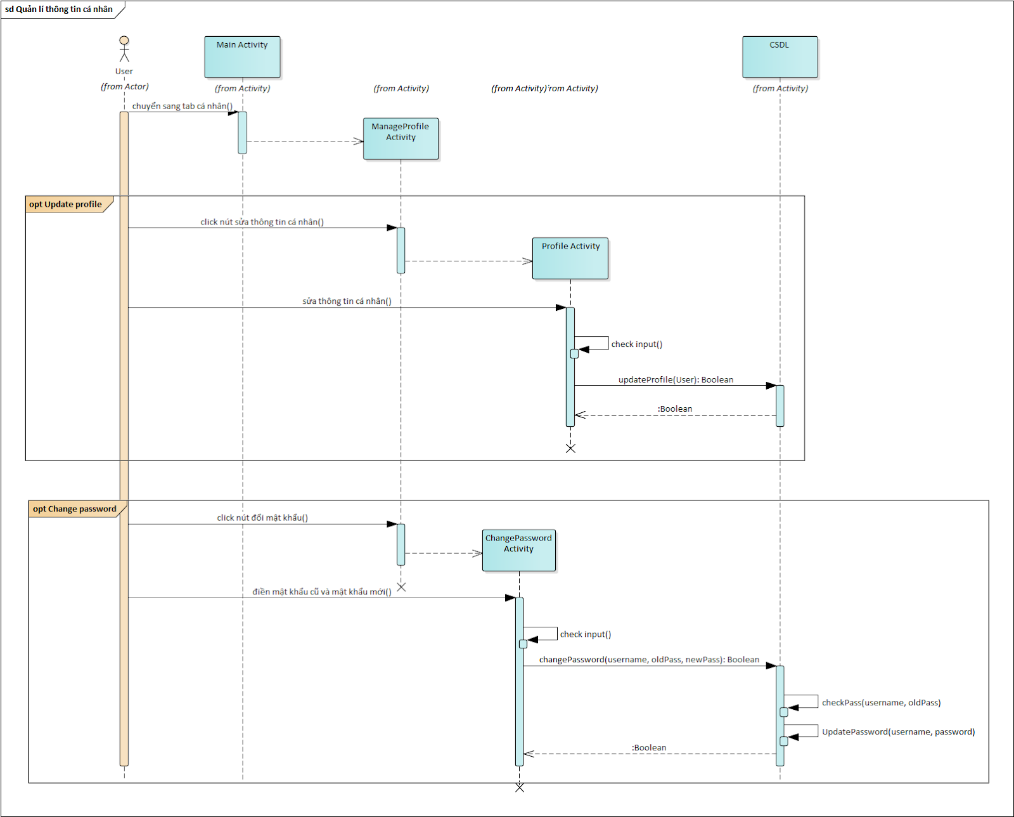 sd Quản lí thông tin cá nhân
Main Activity
CSDL
User
(from Actor)
(from Activity)
(from Activity)
(from Activity)
(from Activity)
chuyển sang tab cá nhân()
ManageProfile
Activity
opt Update profile
click nút sửa thông tin cá nhân()
Profile Activity
sửa thông tin cá nhân()
check input()
updateProfile(User): Boolean
:Boolean
opt Change password
click nút đổi mật khẩu()
ChangePassword
Activity
điền mật khẩu cũ và mật khẩu mới()
check input()
changePassword(username, oldPass, newPass): Boolean
checkPass(username, oldPass)
UpdatePassword(username, password)
:Boolean